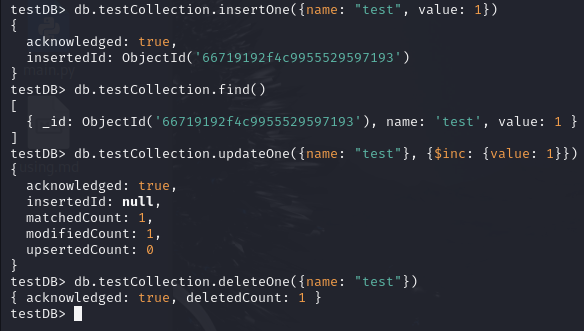 testDB> db.testCollection.insertOne({name: "test", value: 1})
{
  acknowledged: true,
  insertedId: ObjectId('66719192f4c9955529597193')
}
testDB> db.testCollection.find()
[
  { _id: ObjectId('66719192f4c9955529597193'), name: 'test', value: 1 }
]
testDB> db.testCollection.updateOne({name: "test"}, {$inc: {value: 1}})
{
  acknowledged: true,
  insertedId: null,
  matchedCount: 1,
  modifiedCount: 1,
  upsertedCount: 0
}
testDB> db.testCollection.deleteOne({name: "test"})
{ acknowledged: true, deletedCount: 1 }
testDB>